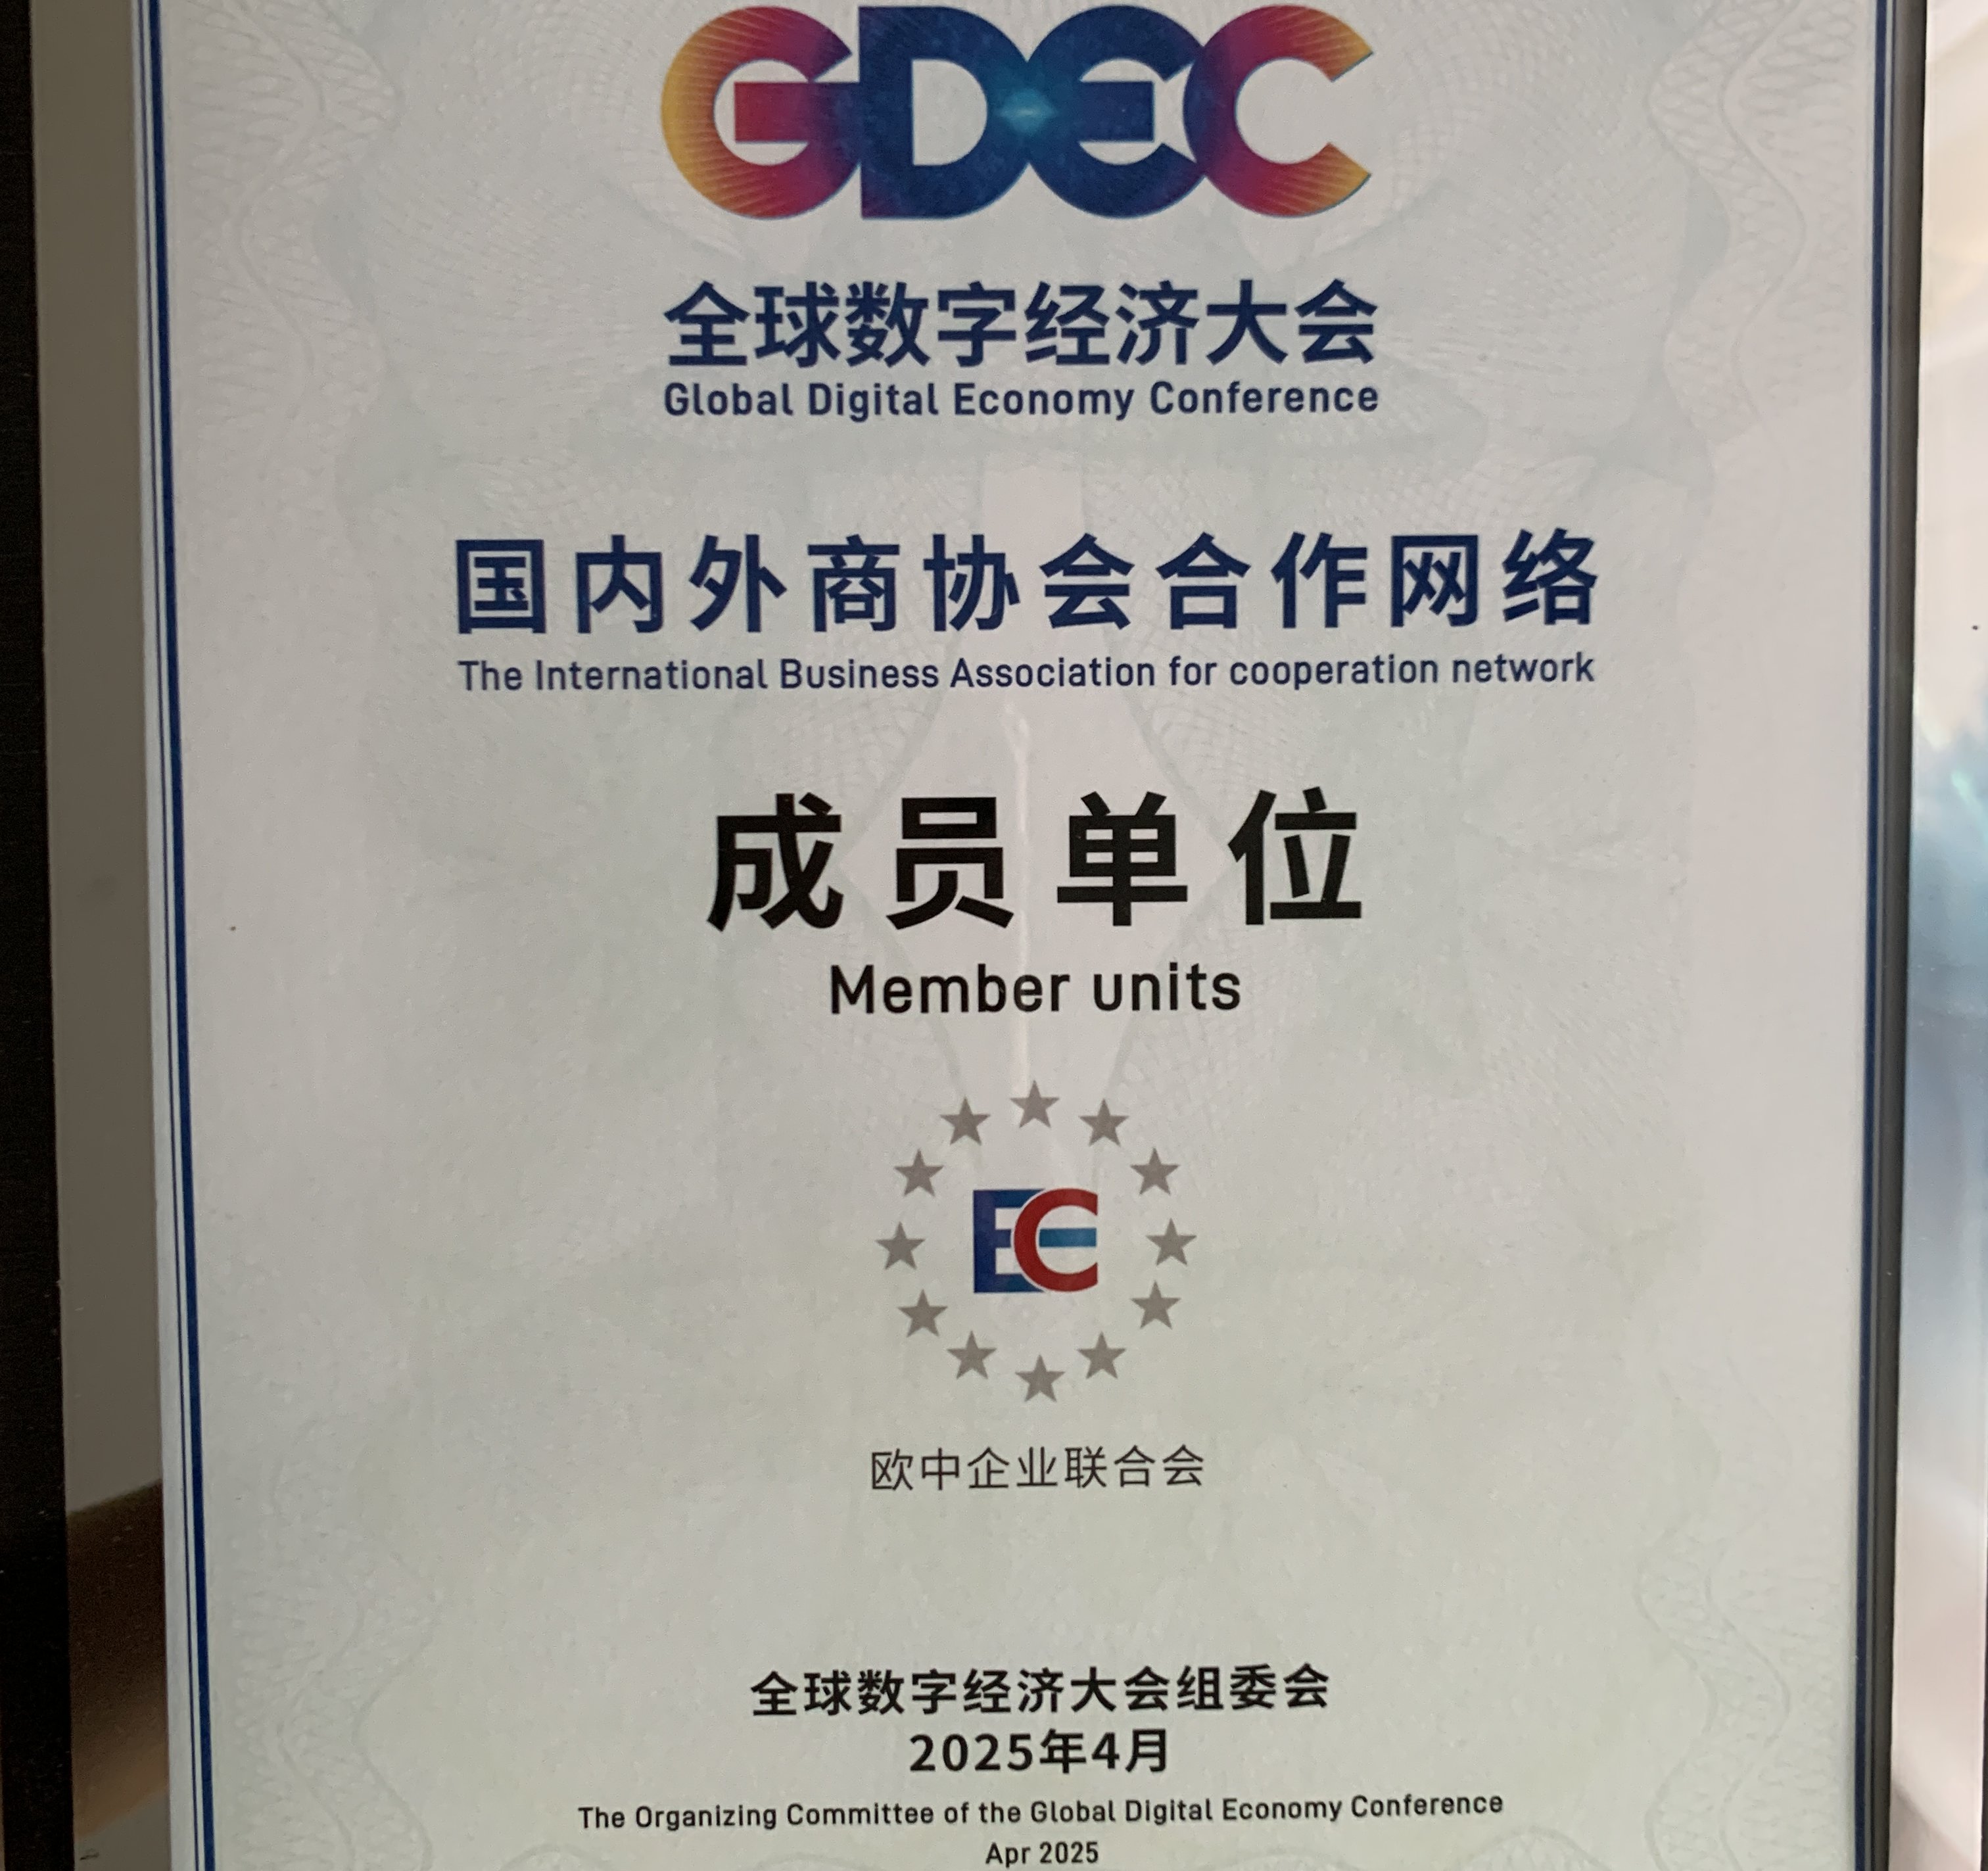 GDEC
全球数字经济大会
Global Digital Economy Conference
国内外商协会合作网络
The International Business Association for cooperation network
成员单位
Member units
EC
欧中企业联合会
全球数字经济大会组委会
2025年4月
The Organizing Committee of the Global Digital Economy Conference
Apr 2025